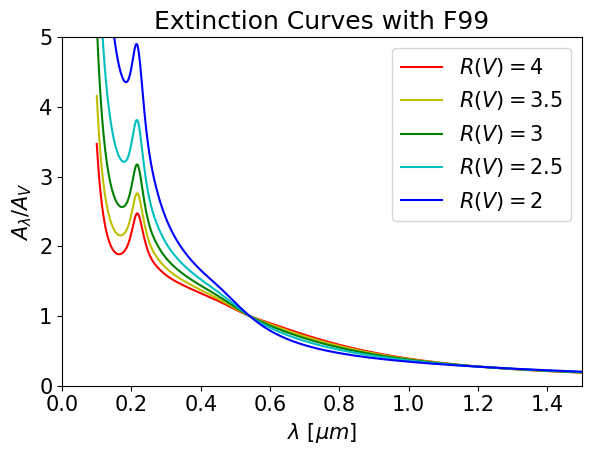 Extinction Curves with F99
A_λ/A_V
5
4
3
2
1
0
R(V) = 4
R(V) = 3.5
R(V) = 3
R(V) = 2.5
R(V) = 2
0.0 0.2 0.4 0.6 0.8 1.0 1.2 1.4
λ [μm]